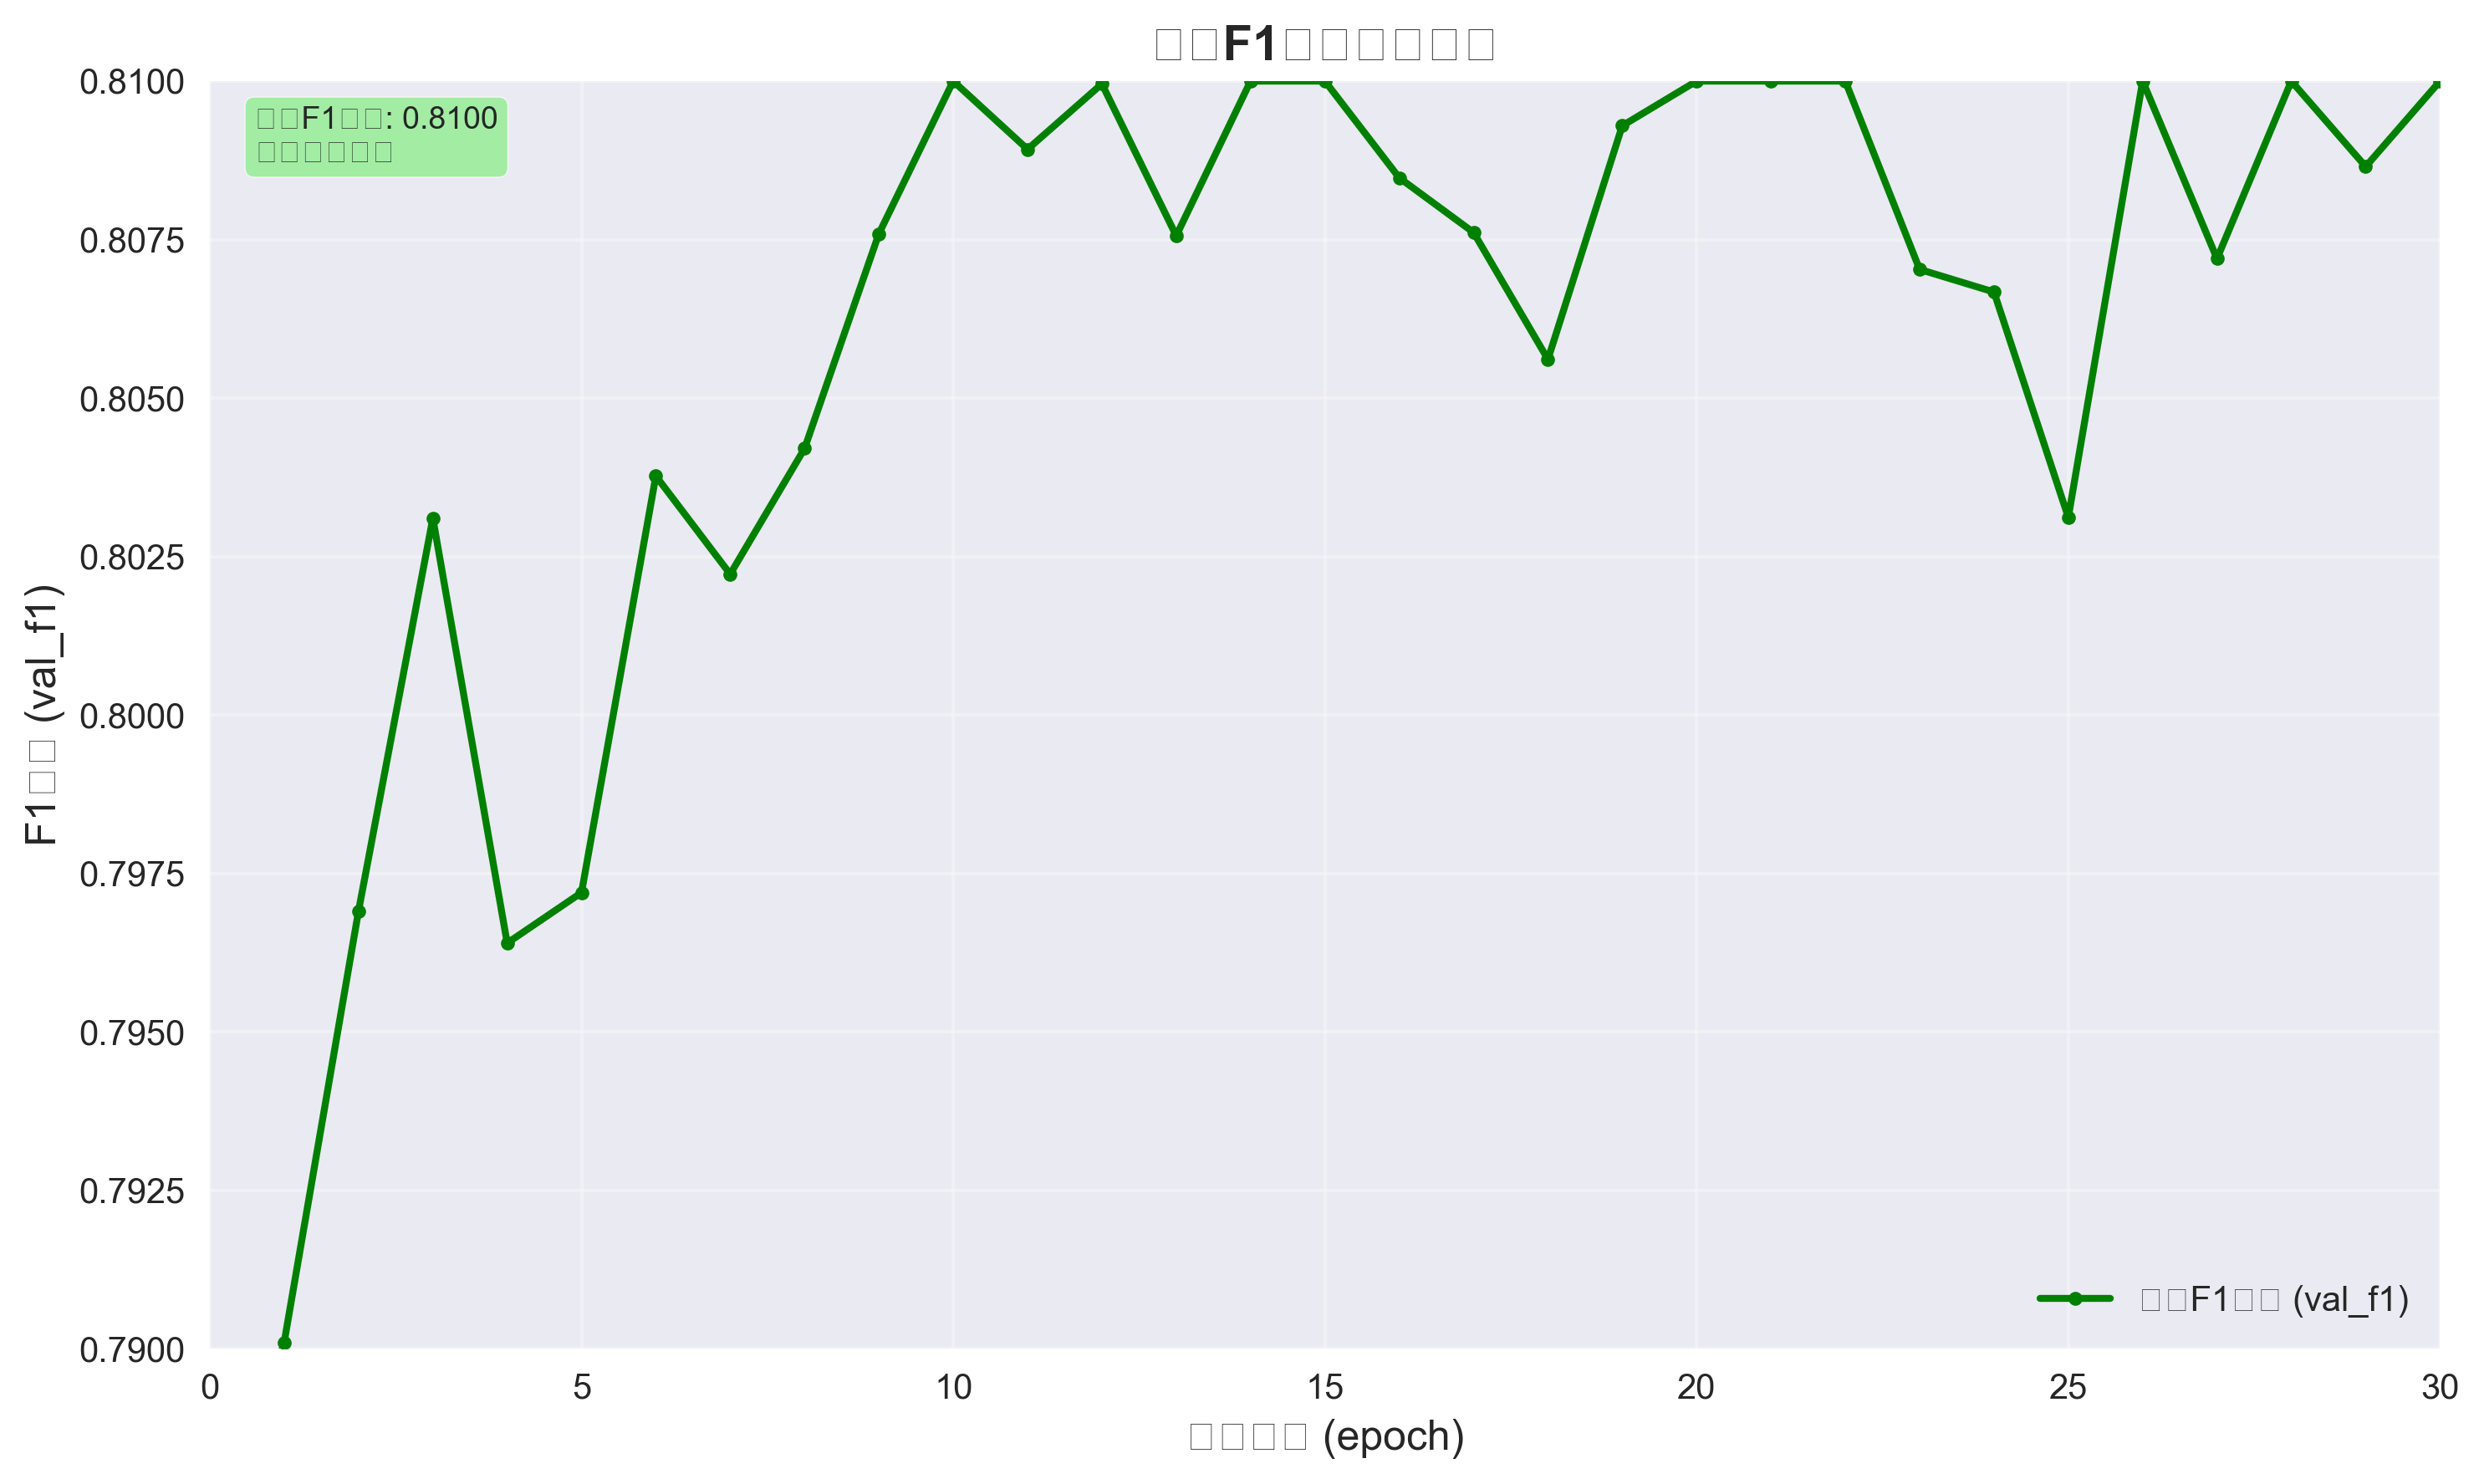 □□F1□□□□□□
0.8100
0.8075
0.8050
0.8025
0.8000
0.7975
0.7950
0.7925
0.7900
F1□□ (val_f1)
□□F1□□: 0.8100
□□□□□□
□□F1□□ (val_f1)
0 5 10 15 20 25 30
□□□□ (epoch)